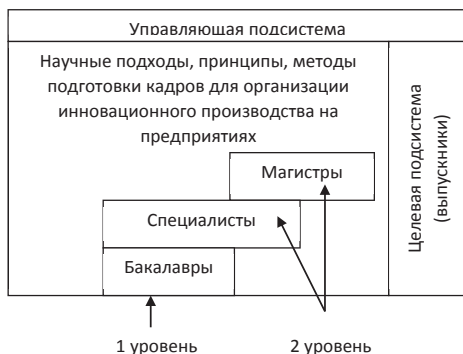 Управляющая подсистема
Научные подходы, принципы, методы
подготовки кадров для организации
инновационного производства на
предприятиях
Магистры
Специалисты
Бакалавры
Целевая подсистема
(выпускники)
1 уровень
2 уровень